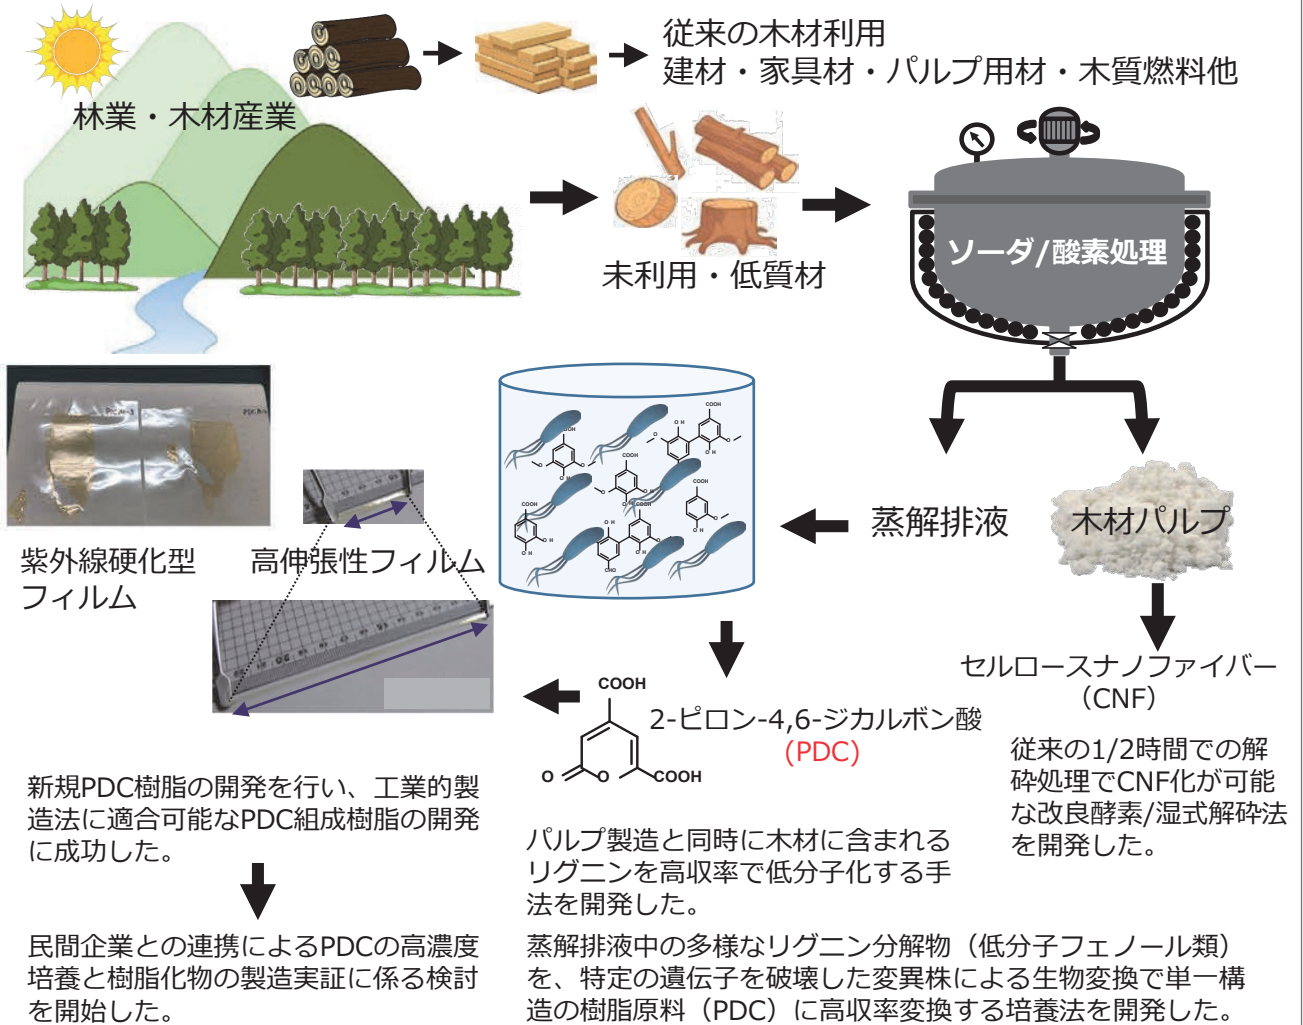 従来の木材利用
建材・家具材・パルプ用材・木質燃料他
林業・木材産業
未利用・低質材
ソーダ/酸素処理
蒸解排液
木材パルプ
紫外線硬化型
フィルム
高伸張性フィルム
セルロースナノファイバー
（CNF）
従来の1/2時間での解
砕処理でCNF化が可能
な改良酵素/湿式解砕法
を開発した。
COOH
2-ピロン-4,6-ジカルボン酸
(PDC)
O
O
COOH
新規PDC樹脂の開発を行い、工業的製
造法に適合可能なPDC組成樹脂の開発
に成功した。
パルプ製造と同時に木材に含まれる
リグニンを高収率で低分子化する手
法を開発した。
民間企業との連携によるPDCの高濃度
培養と樹脂化物の製造実証に係る検討
を開始した。
蒸解排液中の多様なリグニン分解物（低分子フェノール類）
を、特定の遺伝子を破壊した変異株による生物変換で単一構
造の樹脂原料（PDC）に高収率変換する培養法を開発した。